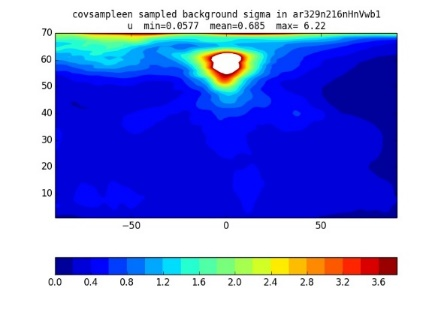 covsampleen sampled background sigma in ar329n216nHnVwb1
u min=0.0577 mean=0.685 max= 6.22
70
60
50
40
30
20
10
−50 0 50
0.0 0.4 0.8 1.2 1.6 2.0 2.4 2.8 3.2 3.6